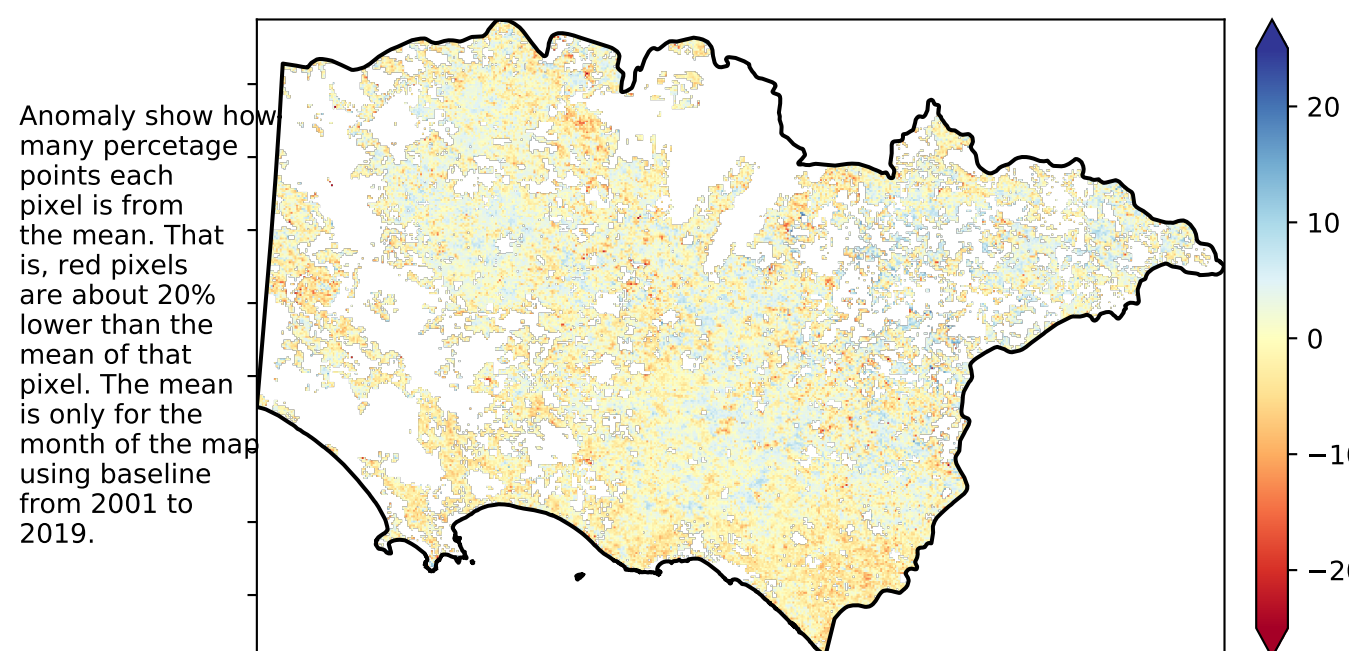 Anomaly show how
many percetage
points each
pixel is from
the mean. That
is, red pixels
are about 20%
lower than the
mean of that
pixel. The mean
is only for the
month of the map
using baseline
from 2001 to
2019.
20
10
0
−10
−20